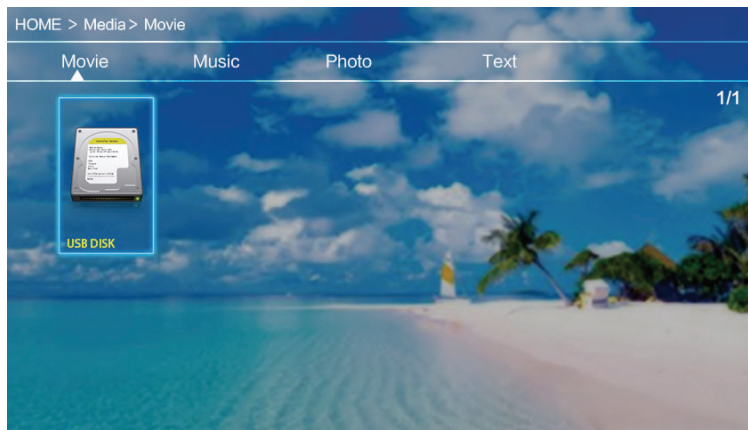 HOME > Media> Movie
Movie Music Photo Text
1/1
USB DISK